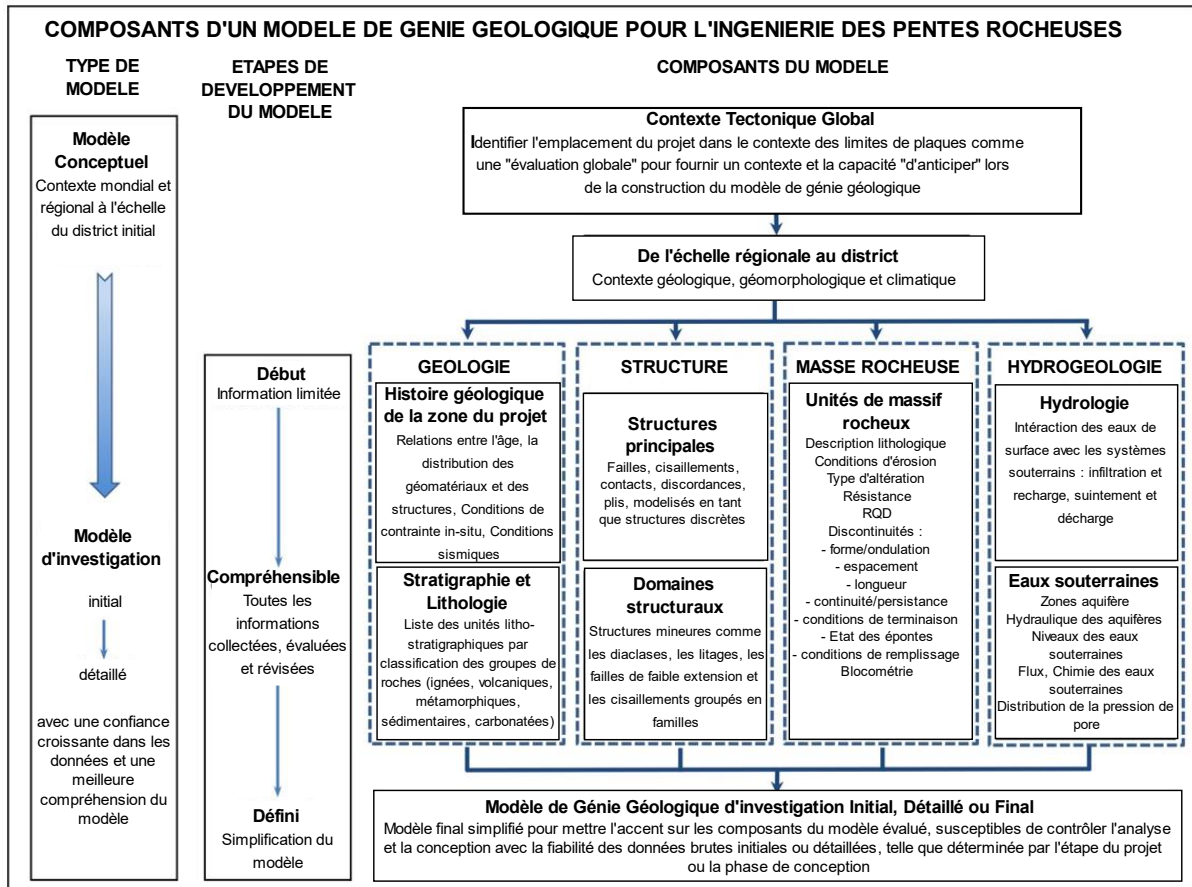 COMPOSANTS D'UN MODELE DE GENIE GEOLOGIQUE POUR L'INGENIERIE DES PENTES ROCHEUSES
TYPE DE
MODELE
ETAPES DE
DEVELOPPEMENT
DU MODELE
COMPOSANTS DU MODELE
Modèle
Conceptuel
Contexte mondial et
régional à l'échelle
du district initial
Modèle
d'investigation
initial
détaillé
avec une confiance
croissante dans les
données et une
meilleure
compréhension du
modèle
Début
Information limitée
Compréhensible
Toutes les
informations
collectées, évaluées
et révisées
Défini
Simplification du
modèle
Contexte Tectonique Global
Identifier l'emplacement du projet dans le contexte des limites de plaques comme
une "évaluation globale" pour fournir un contexte et la capacité "d'anticiper" lors
de la construction du modèle de génie géologique
De l'échelle régionale au district
Contexte géologique, géomorphologique et climatique
GEOLOGIE
Histoire géologique
de la zone du projet
Relations entre l'âge, la
distribution des
géomatériaux et des
structures, Conditions de
contrainte in-situ, Conditions
sismiques
Stratigraphie et
Lithologie
Liste des unités litho-
stratigraphiques par
classification des groupes de
roches (ignées, volcaniques,
métamorphiques,
sédimentaires, carbonatées)
STRUCTURE
Structures
principales
Failles, cisaillements,
contacts, discordances,
plis, modelisés en tant
que structures discrètes
Domaines
structuraux
Structures mineures comme
les diaclases, les litages, les
failles de faible extension et
les cisaillements groupés en
familles
MASSE ROCHEUSE
Unités de massif
rocheux
Description lithologique
Conditions d'érosion
Type d'altération
Résistance
RQD
Discontinuités :
- forme/ondulation
- espacement
- longueur
- continuité/persistance
- conditions de terminaison
- Etat des épontes
- conditions de remplissage
Blocométrie
HYDROGEOLOGIE
Hydrologie
Intéraction des eaux de
surface avec les systèmes
souterrains : infiltration et
recharge, suintement et
décharge
Eaux souterraines
Zones aquifère
Hydraulique des aquifères
Niveaux des eaux
souterraines
Flux, Chimie des eaux
souterraines
Distribution de la pression de
pore
Modèle de Génie Géologique d'investigation Initial, Détaillé ou Final
Modèle final simplifié pour mettre l'accent sur les composants du modèle évalué, susceptibles de contrôler l'analyse
et la conception avec la fiabilité des données brutes initiales ou détaillées, telle que déterminée par l'étape du projet
ou la phase de conception